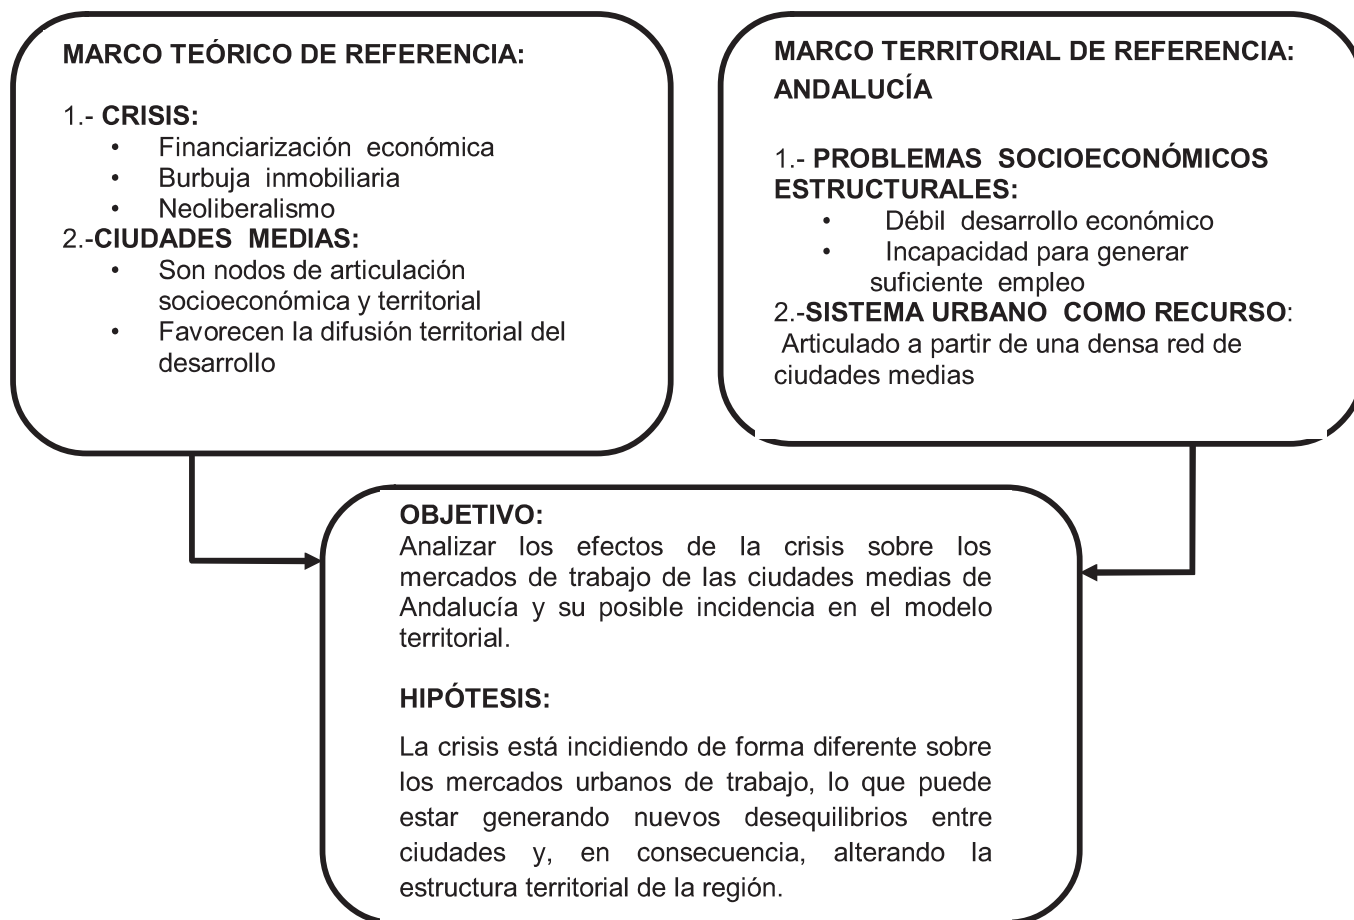 MARCO TEÓRICO DE REFERENCIA:
1.- CRISIS:
• Financiarización económica
• Burbuja inmobiliaria
• Neoliberalismo
2.-CIUDADES MEDIAS:
• Son nodos de articulación
socioeconómica y territorial
• Favorecen la difusión territorial del
desarrollo
MARCO TERRITORIAL DE REFERENCIA:
ANDALUCÍA
1.- PROBLEMAS SOCIOECONÓMICOS
ESTRUCTURALES:
• Débil desarrollo económico
• Incapacidad para generar
suficiente empleo
2.-SISTEMA URBANO COMO RECURSO:
Articulado a partir de una densa red de
ciudades medias
OBJETIVO:
Analizar los efectos de la crisis sobre los
mercados de trabajo de las ciudades medias de
Andalucía y su posible incidencia en el modelo
territorial.
HIPÓTESIS:
La crisis está incidiendo de forma diferente sobre
los mercados urbanos de trabajo, lo que puede
estar generando nuevos desequilibrios entre
ciudades y, en consecuencia, alterando la
estructura territorial de la región.